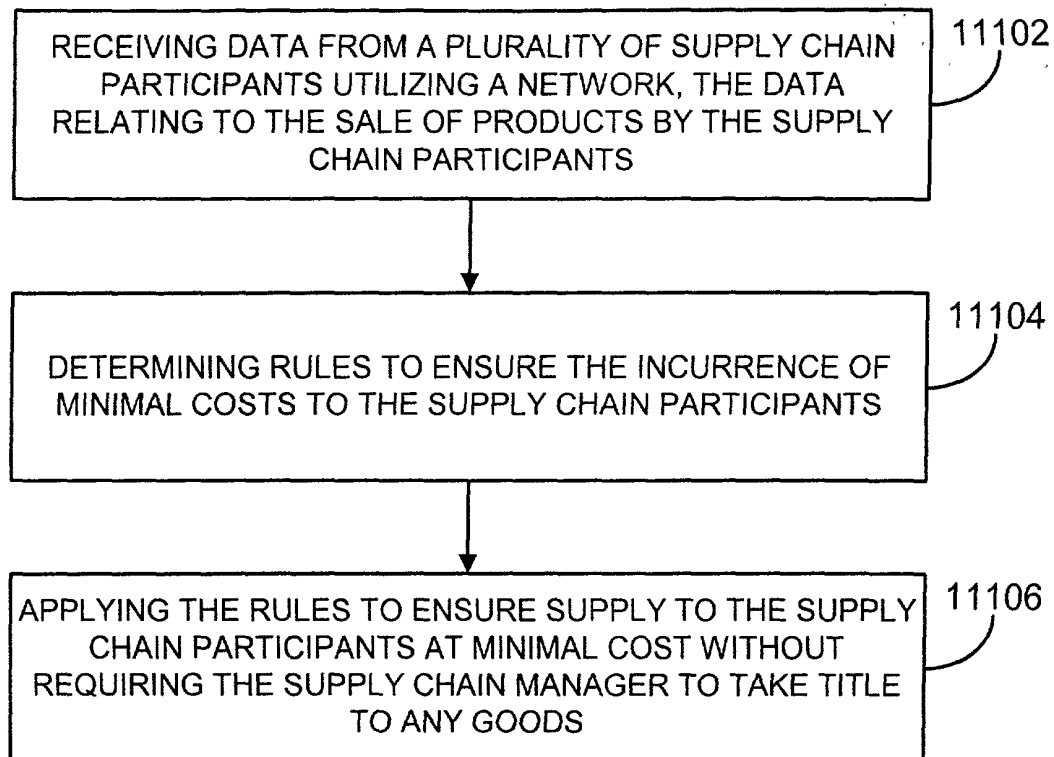 RECEIVING DATA FROM A PLURALITY OF SUPPLY CHAIN
PARTICIPANTS UTILIZING A NETWORK, THE DATA
RELATING TO THE SALE OF PRODUCTS BY THE SUPPLY
CHAIN PARTICIPANTS
11102
DETERMINING RULES TO ENSURE THE INCURRENCE OF
MINIMAL COSTS TO THE SUPPLY CHAIN PARTICIPANTS
11104
APPLYING THE RULES TO ENSURE SUPPLY TO THE SUPPLY
CHAIN PARTICIPANTS AT MINIMAL COST WITHOUT
REQUIRING THE SUPPLY CHAIN MANAGER TO TAKE TITLE
TO ANY GOODS
11106